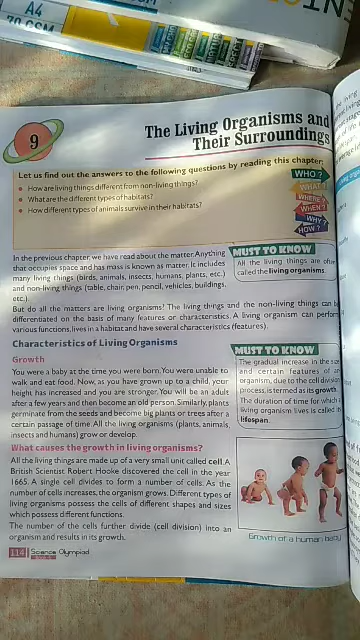 A4
70 GSM
9
The Living Organisms and
Their Surroundings
Let us find out the answers to the following questions by reading this chapter:
How are living things different from non-living things?
What are the different types of habitats?
How different types of animals survive in their habitats?
WHO ?
WHAT ?
WHERE ?
WHEN ?
WHY ?
HOW ?
In the previous chapter, we have read about the matter. Anything
that occupies space and has mass is known as matter. It includes
many living things (birds, animals, insects, humans, plants, etc.)
and non-living things (table, chair, pen, pencil, vehicles, buildings,
etc.)
MUST TO KNOW
All the living things are often
called the living organisms.
But do all the matters are living organisms? The living things and the non-living things can be
differentiated on the basis of many features or characteristics. A living organism can perform
various functions, lives in a habitat and have several characteristics (features).
Characteristics of Living Organisms
Growth
You were a baby at the time you were born. You were unable to
walk and eat food. Now, as you have grown up to a child, your
height has increased and you are stronger. You will be an adult
after a few years and then become an old person. Similarly, plants
germinate from the seeds and become big plants or trees after a
certain passage of time. All the living organisms (plants, animals,
insects and humans) grow or develop.
MUST TO KNOW
The gradual increase in the size
and certain features of an
organism, due to the cell division
process, is termed as its growth.
The duration of time for which a
living organism lives is called its
lifespan.
What causes the growth in living organisms?
All the living things are made up of a very small unit called cell. A
British Scientist Robert Hooke discovered the cell in the year
1665. A single cell divides to form a number of cells. As the
number of cells increases, the organism grows. Different types of
living organisms possess the cells of different shapes and sizes
which possess different functions.
The number of the cells further divide (cell division) into an
organism and results in its growth.
Growth of a human baby
114 Science Olympiad